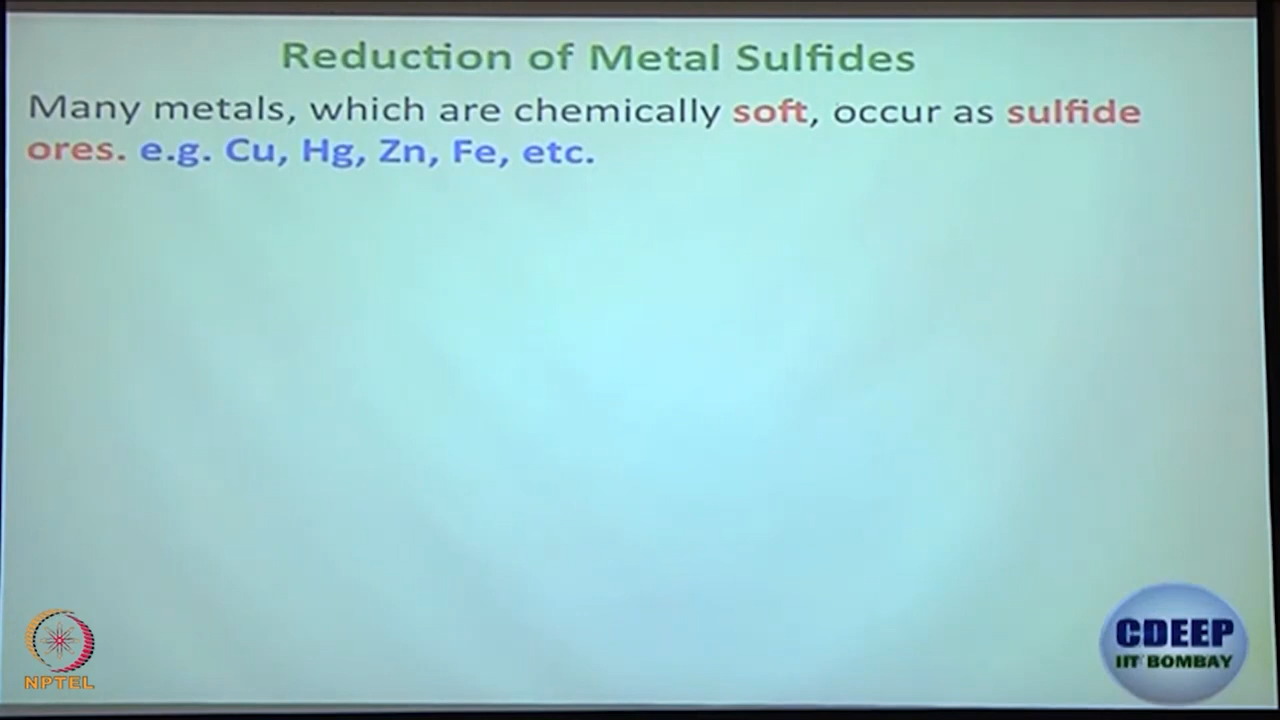 Reduction of Metal Sulfides
Many metals, which are chemically soft, occur as sulfide
ores. e.g. Cu, Hg, Zn, Fe, etc.
NPTEL
CDEEP
IIT BOMBAY